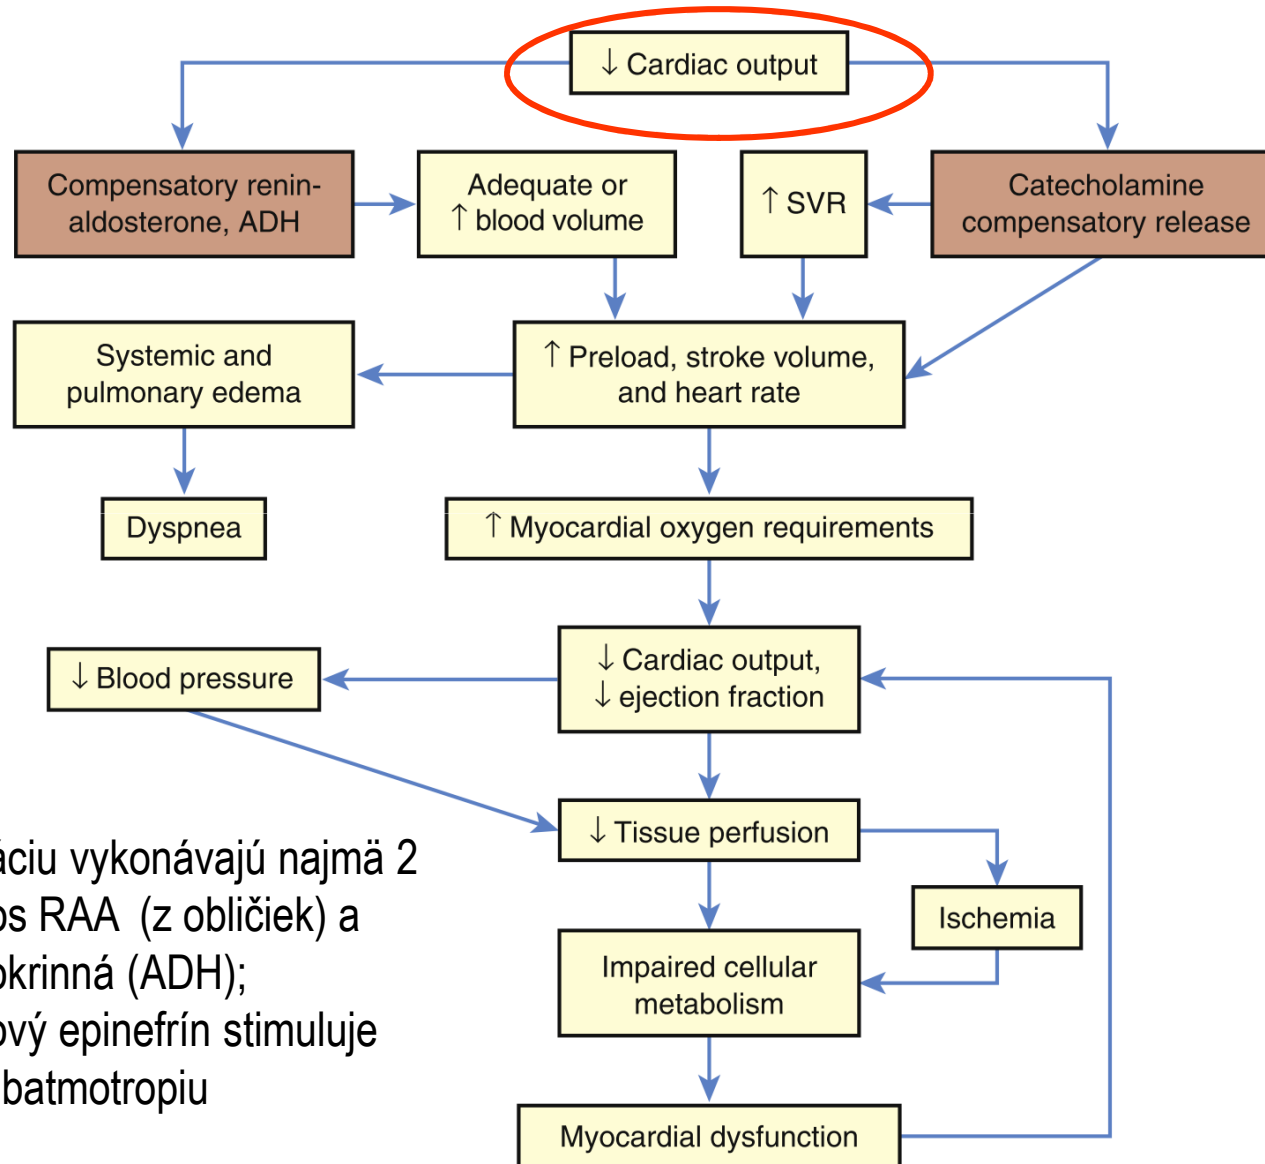 ↓ Cardiac output
Compensatory renin-
aldosterone, ADH
Adequate or
↑ blood volume
↑ SVR
Catecholamine
compensatory release
Systemic and
pulmonary edema
↑ Preload, stroke volume,
and heart rate
Dyspnea
↑ Myocardial oxygen requirements
↓ Blood pressure
↓ Cardiac output,
↓ ejection fraction
↓ Tissue perfusion
Ischemia
Impaired cellular
metabolism
Myocardial dysfunction
áciu vykonávajú najmä 2
os RAA (z obličiek) a
okrinná (ADH);
ový epinefrín stimuluje
batmotropiu